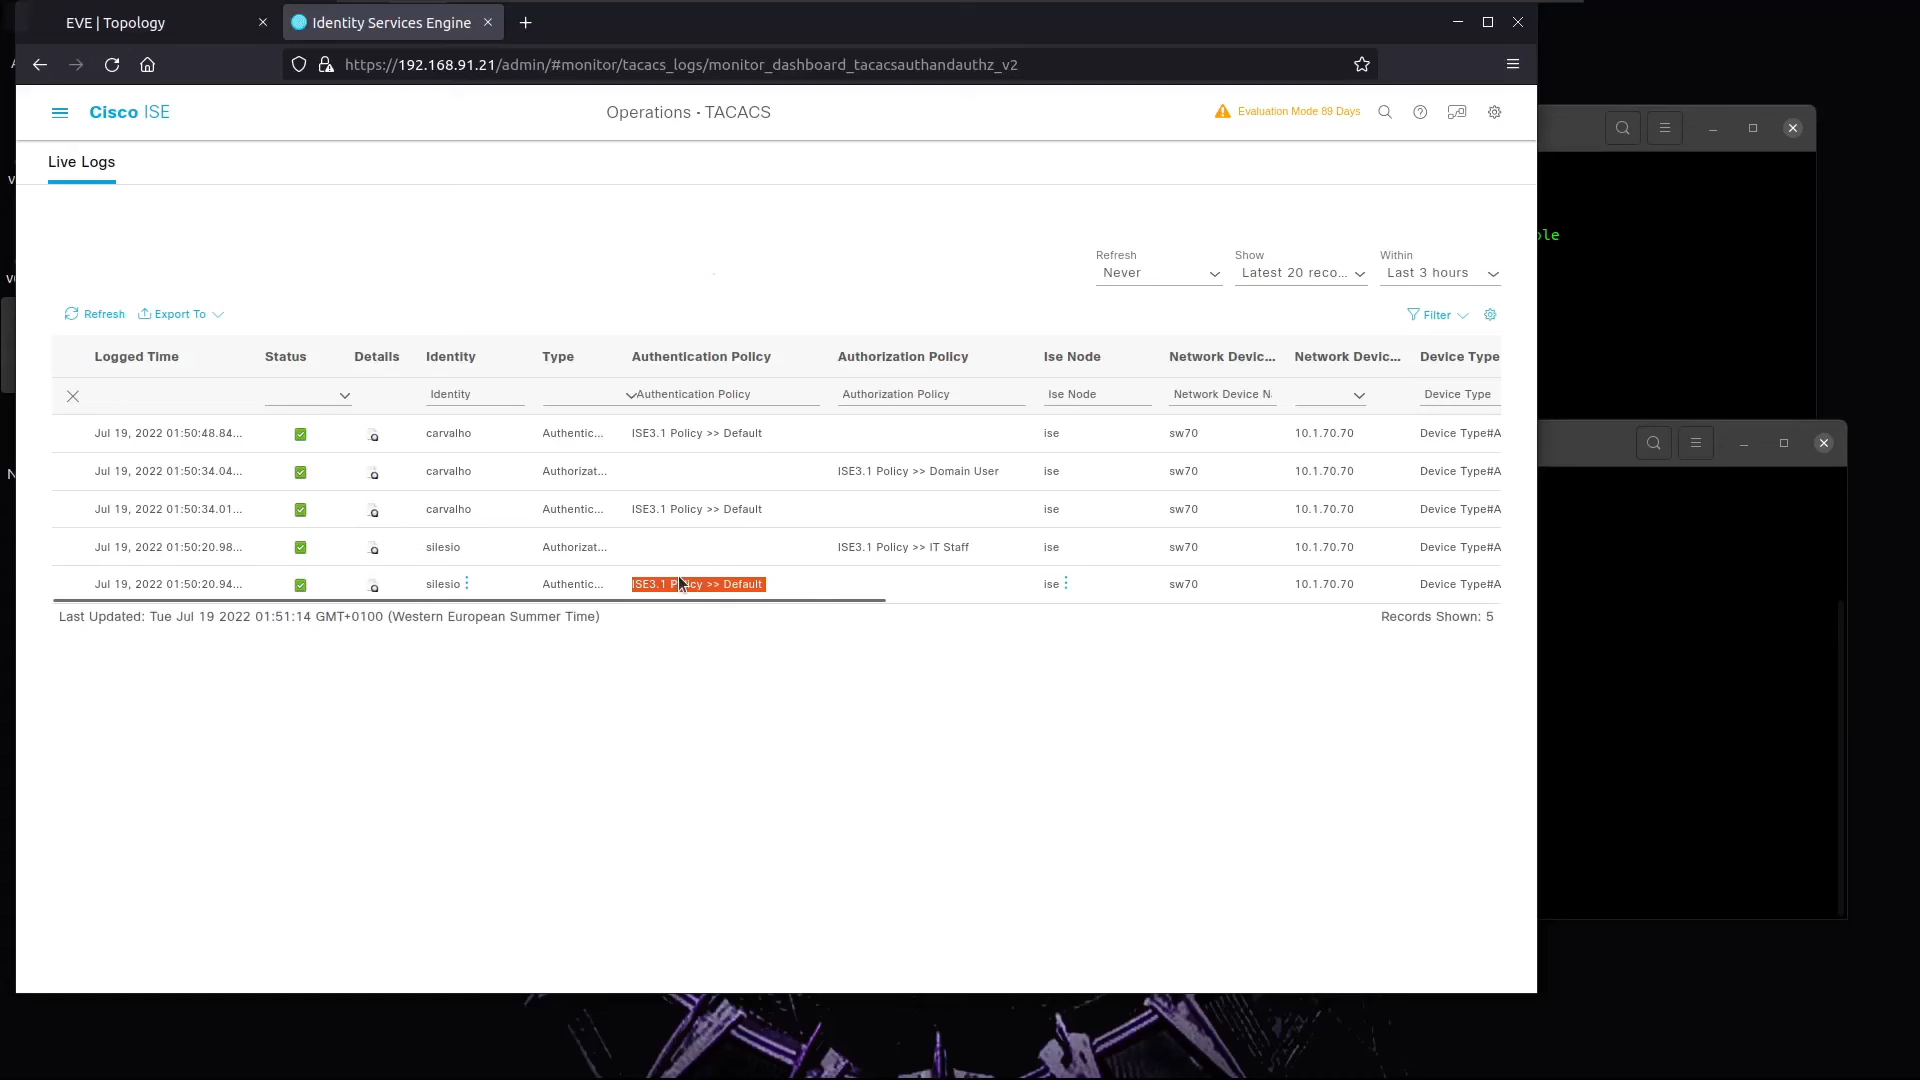 EVE | Topology
Identity Services Engine
https://192.168.91.21/admin/#monitor/tacacs_logs/monitor_dashboard_tacacsauthandauthz_v2
Cisco ISE
Operations · TACACS
Evaluation Mode 89 Days
Live Logs
Refresh Show Within
Never Latest 20 reco... Last 3 hours
Refresh Export To Filter
Logged Time Status Details Identity Type Authentication Policy Authorization Policy Ise Node Network Devic... Network Devic... Device Type
Identity Authentication Policy Authorization Policy Ise Node Network Device N Device Type
Jul 19, 2022 01:50:48.84... carvalho Authentic... ISE3.1 Policy >> Default ise sw70 10.1.70.70 Device Type#A
Jul 19, 2022 01:50:34.04... carvalho Authorizat... ISE3.1 Policy >> Domain User ise sw70 10.1.70.70 Device Type#A
Jul 19, 2022 01:50:34.01... carvalho Authentic... ISE3.1 Policy >> Default ise sw70 10.1.70.70 Device Type#A
Jul 19, 2022 01:50:20.98... silesio Authorizat... ISE3.1 Policy >> IT Staff ise sw70 10.1.70.70 Device Type#A
Jul 19, 2022 01:50:20.94... silesio Authentic... ISE3.1 Policy >> Default ise sw70 10.1.70.70 Device Type#A
Last Updated: Tue Jul 19 2022 01:51:14 GMT+0100 (Western European Summer Time)
Records Shown: 5